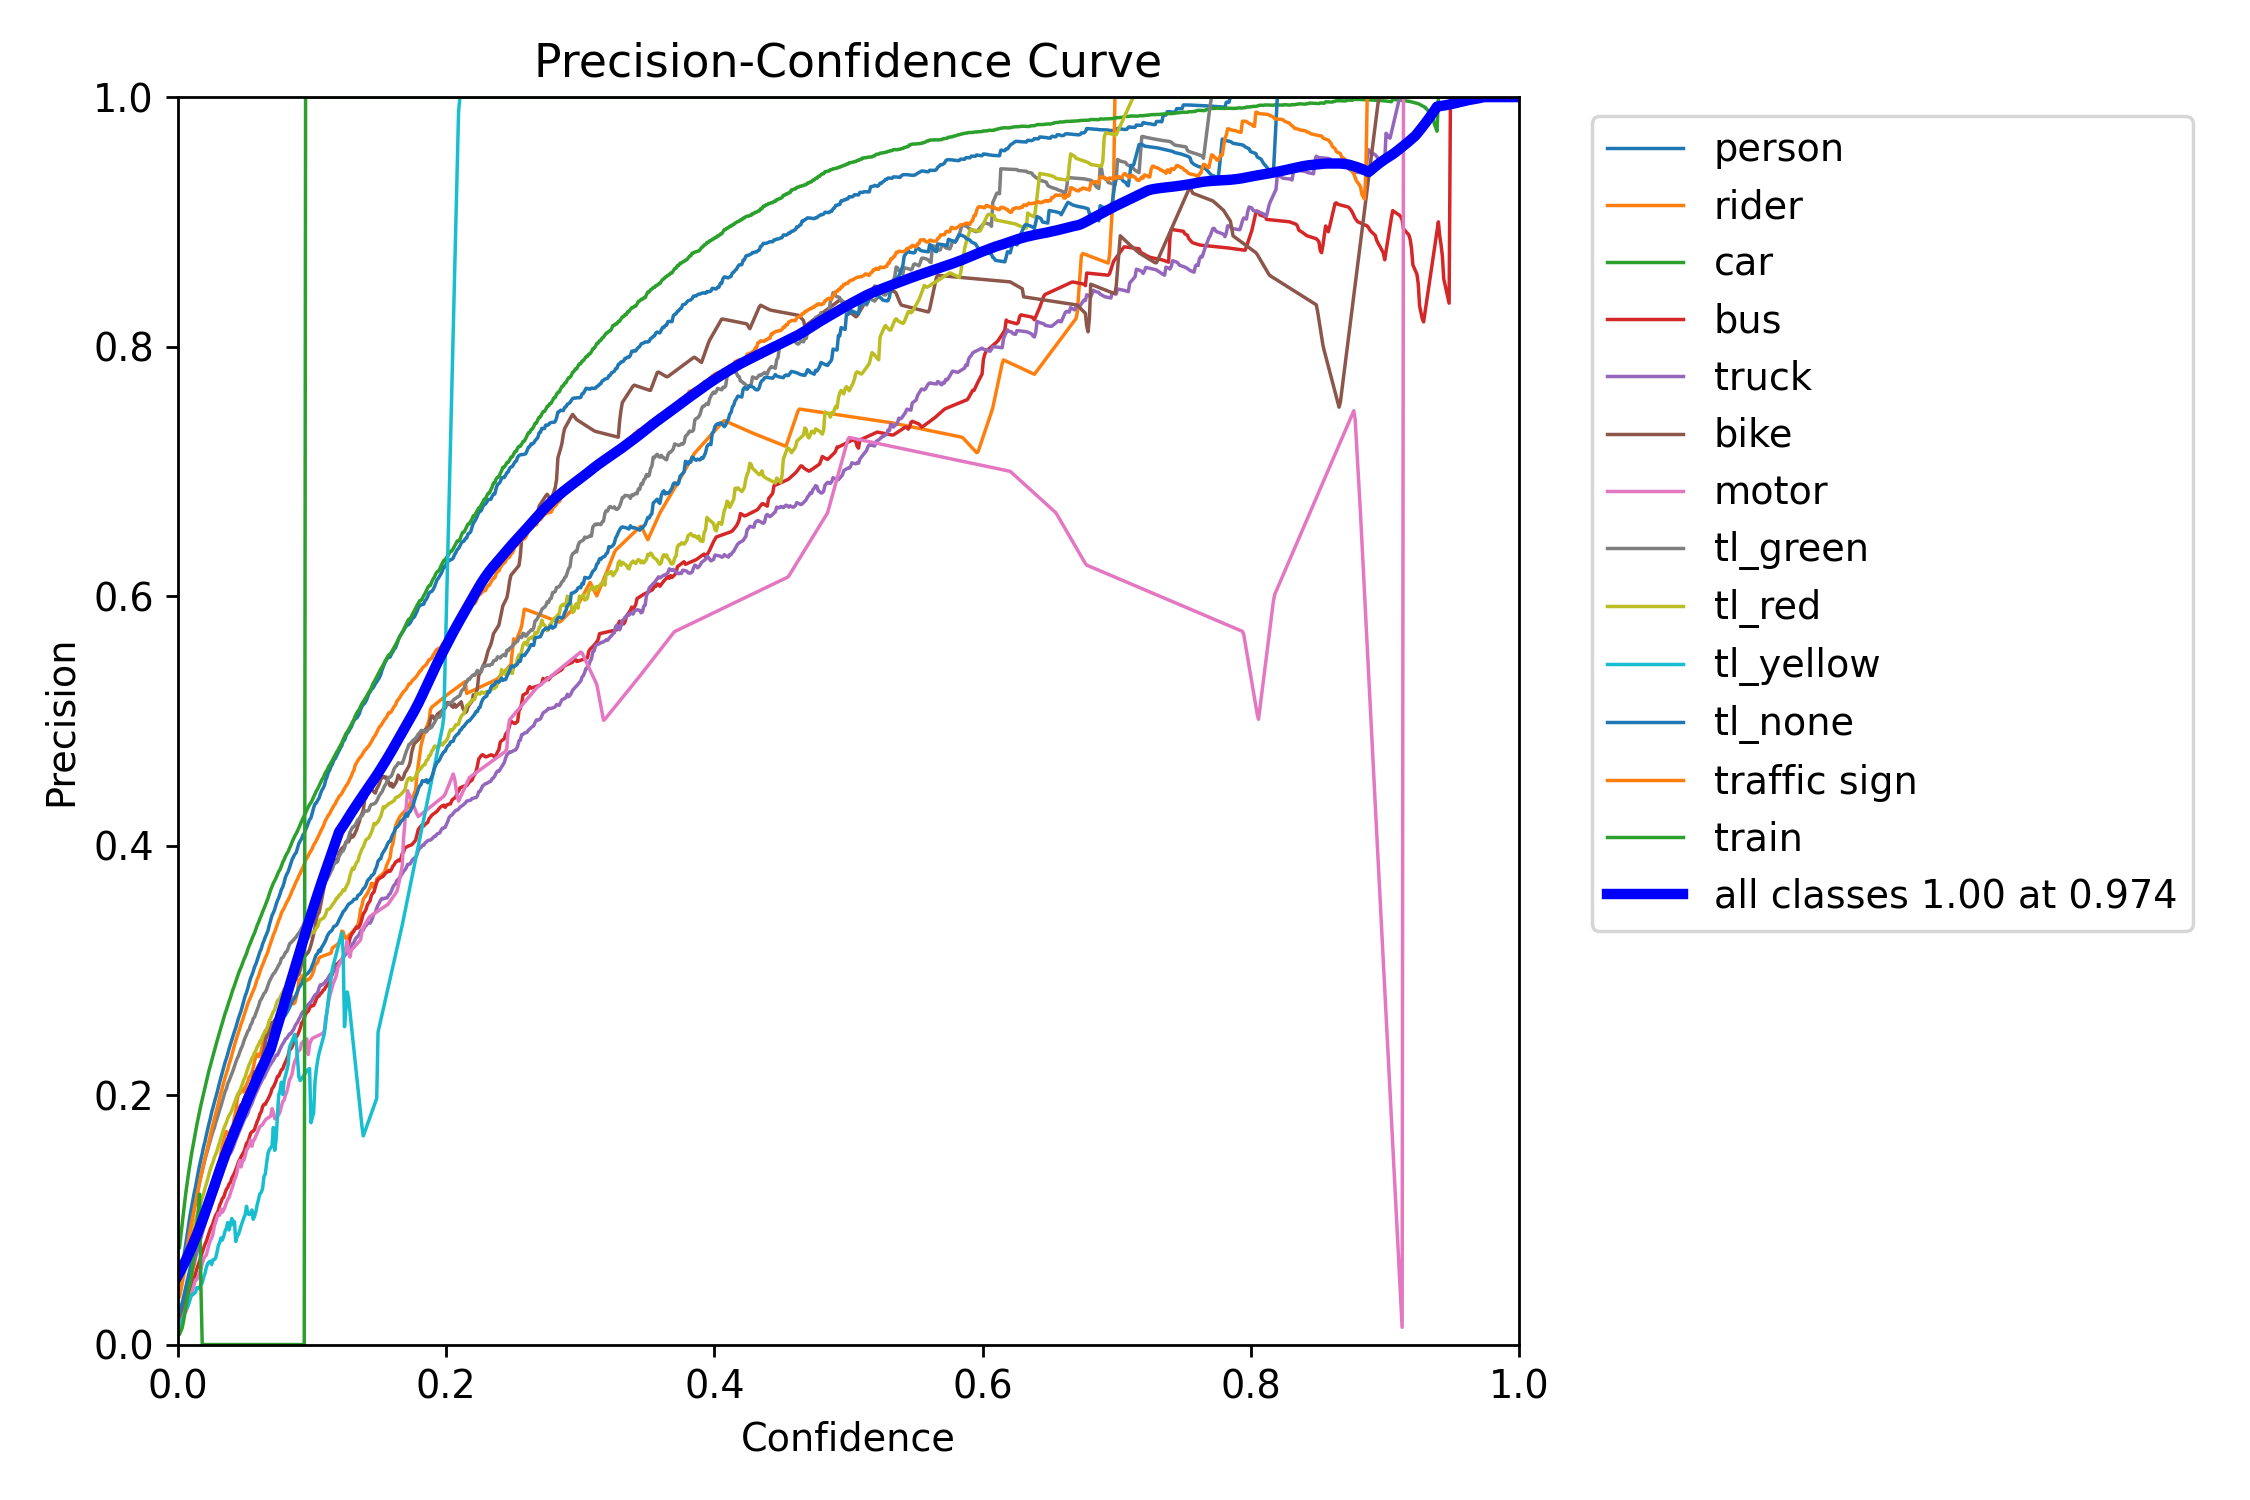 Precision-Confidence Curve
1.0
0.8
0.6
0.4
0.2
0.0
Precision
0.0 0.2 0.4 0.6 0.8 1.0
Confidence
person
rider
car
bus
truck
bike
motor
tl_green
tl_red
tl_yellow
tl_none
traffic sign
train
all classes 1.00 at 0.974